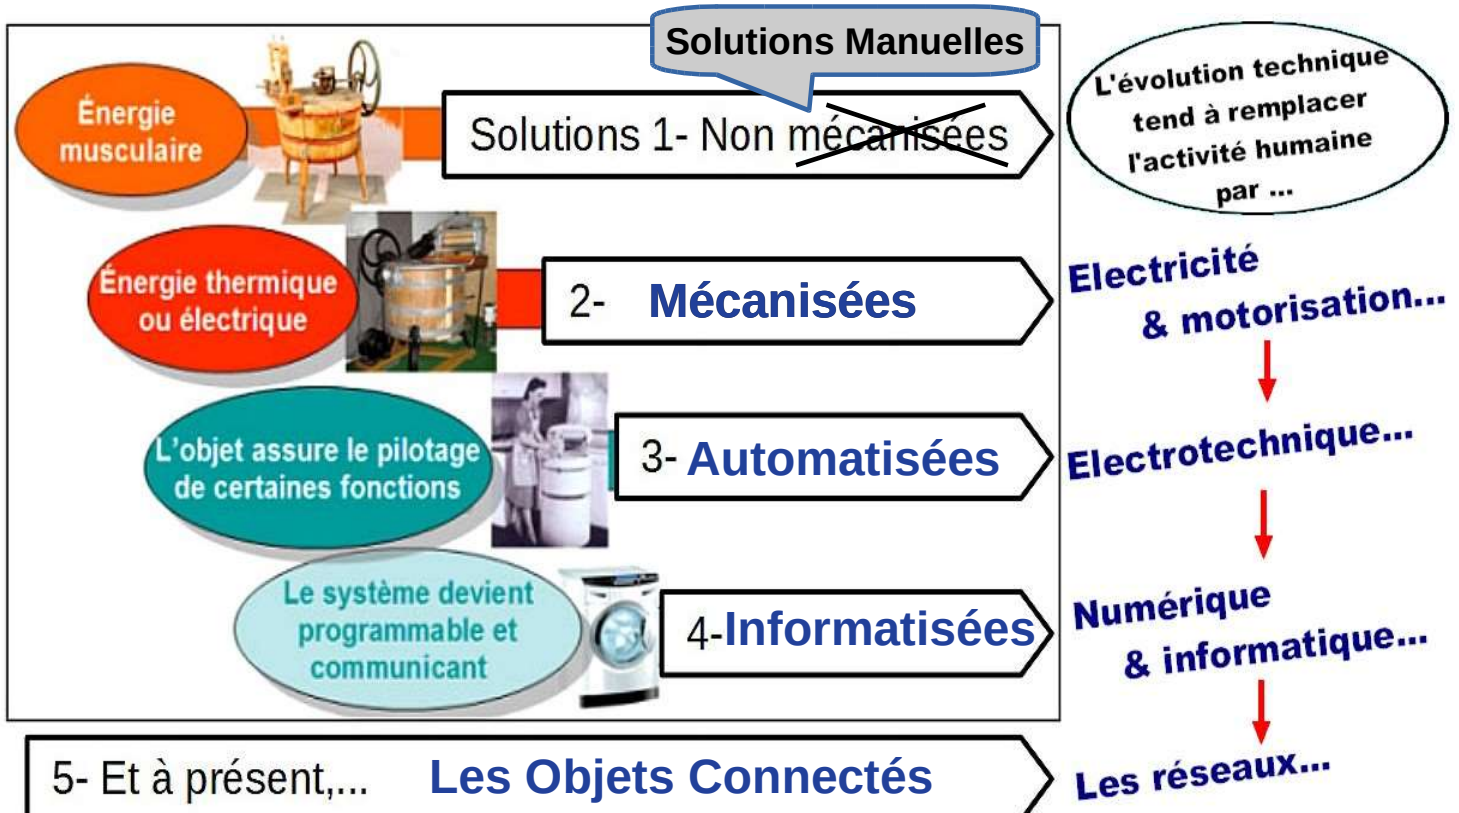 Solutions Manuelles
Énergie
musculaire
Solutions 1- Non mécanisées
L'évolution technique
tend à remplacer
l'activité humaine
par ...
Énergie thermique
ou électrique
2- Mécanisées
Electricité
& motorisation...
L'objet assure le pilotage
de certaines fonctions
3- Automatisées
Electrotechnique...
Le système devient
programmable et
communicant
4-Informatisées
Numérique
& informatique...
5- Et à présent,... Les Objets Connectés
Les réseaux...